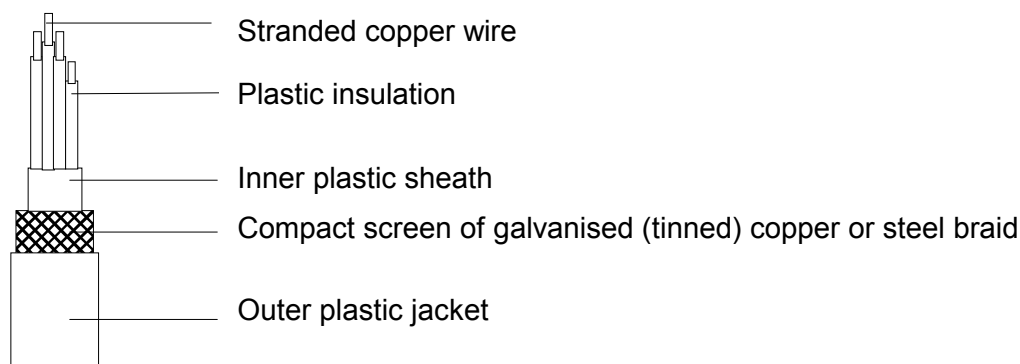 Stranded copper wire
Plastic insulation
Inner plastic sheath
Compact screen of galvanised (tinned) copper or steel braid
Outer plastic jacket